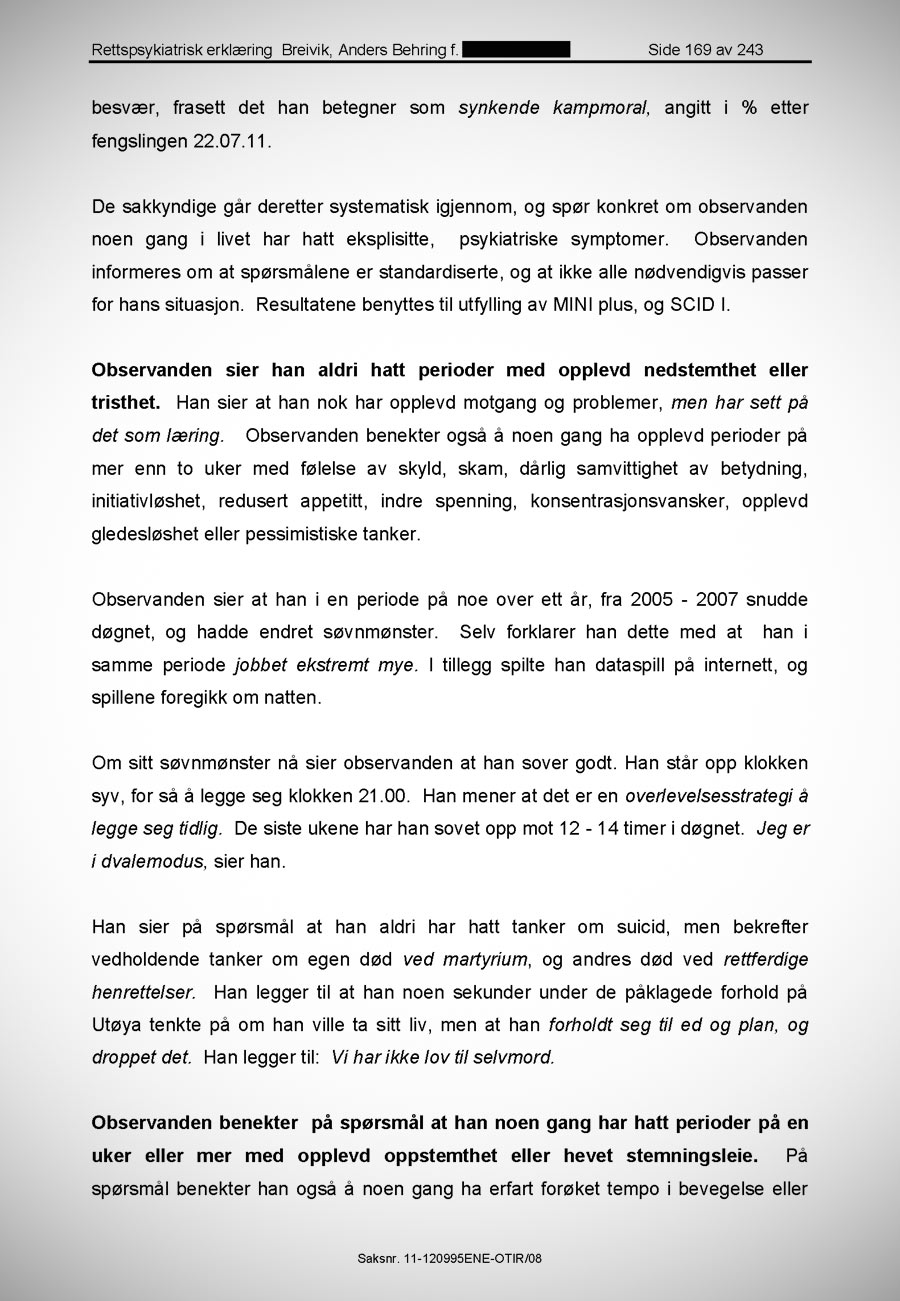 Rettspsykiatrisk erklæring  Breivik, Anders Behring f. Side 169 av 243
besvær, frasett det han betegner som synkende kampmoral, angitt i % etter
fengslingen 22.07.11.
De sakkyndige går deretter systematisk igjennom, og spør konkret om observanden
noen gang i livet har hatt eksplisitte,  psykiatriske symptomer.  Observanden
informeres om at spørsmålene er standardiserte, og at ikke alle nødvendigvis passer
for hans situasjon.  Resultatene benyttes til utfylling av MINI plus, og SCID I.
Observanden sier han aldri hatt perioder med opplevd nedstemthet eller
tristhet.  Han sier at han nok har opplevd motgang og problemer, men har sett på
det som læring.  Observanden benekter også å noen gang ha opplevd perioder på
mer enn to uker med følelse av skyld, skam, dårlig samvittighet av betydning,
initiativløshet, redusert appetitt, indre spenning, konsentrasjonsvansker, opplevd
gledesløshet eller pessimistiske tanker.
Observanden sier at han i en periode på noe over ett år, fra 2005 - 2007 snudde
døgnet, og hadde endret søvnmønster.  Selv forklarer han dette med at  han i
samme periode jobbet ekstremt mye. I tillegg spilte han dataspill på internett, og
spillene foregikk om natten.
Om sitt søvnmønster nå sier observanden at han sover godt. Han står opp klokken
syv, for så å legge seg klokken 21.00.  Han mener at det er en overlevelsesstrategi å
legge seg tidlig.  De siste ukene har han sovet opp mot 12 - 14 timer i døgnet.  Jeg er
i dvalemodus, sier han.
Han sier på spørsmål at han aldri har hatt tanker om suicid, men bekrefter
vedholdende tanker om egen død ved martyrium, og andres død ved rettferdige
henrettelser.  Han legger til at han noen sekunder under de påklagede forhold på
Utøya tenkte på om han ville ta sitt liv, men at han forholdt seg til ed og plan, og
droppet det.  Han legger til:  Vi har ikke lov til selvmord.
Observanden benekter  på spørsmål at han noen gang har hatt perioder på en
uker eller mer med opplevd oppstemthet eller hevet stemningsleie.  På
spørsmål benekter han også å noen gang ha erfart forøket tempo i bevegelse eller
Saksnr. 11-120995ENE-OTIR/08